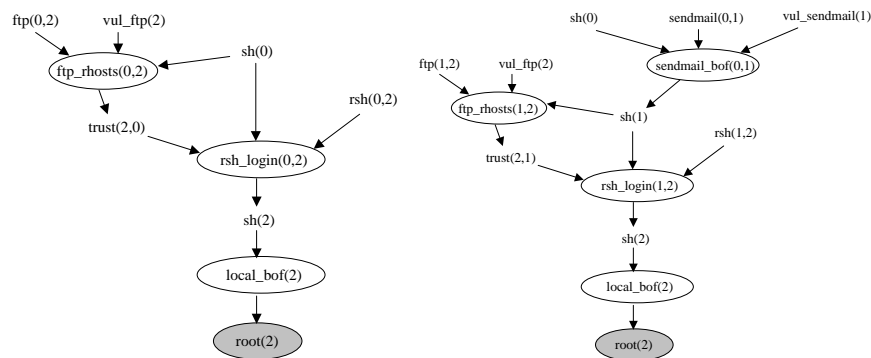 ftp(0,2)
vul_ftp(2)
sh(0)
ftp_rhosts(0,2)
trust(2,0)
rsh(0,2)
rsh_login(0,2)
sh(2)
local_bof(2)
root(2)
sh(0)
sendmail(0,1)
vul_sendmail(1)
sendmail_bof(0,1)
ftp(1,2)
vul_ftp(2)
ftp_rhosts(1,2)
sh(1)
trust(2,1)
rsh(1,2)
rsh_login(1,2)
sh(2)
local_bof(2)
root(2)